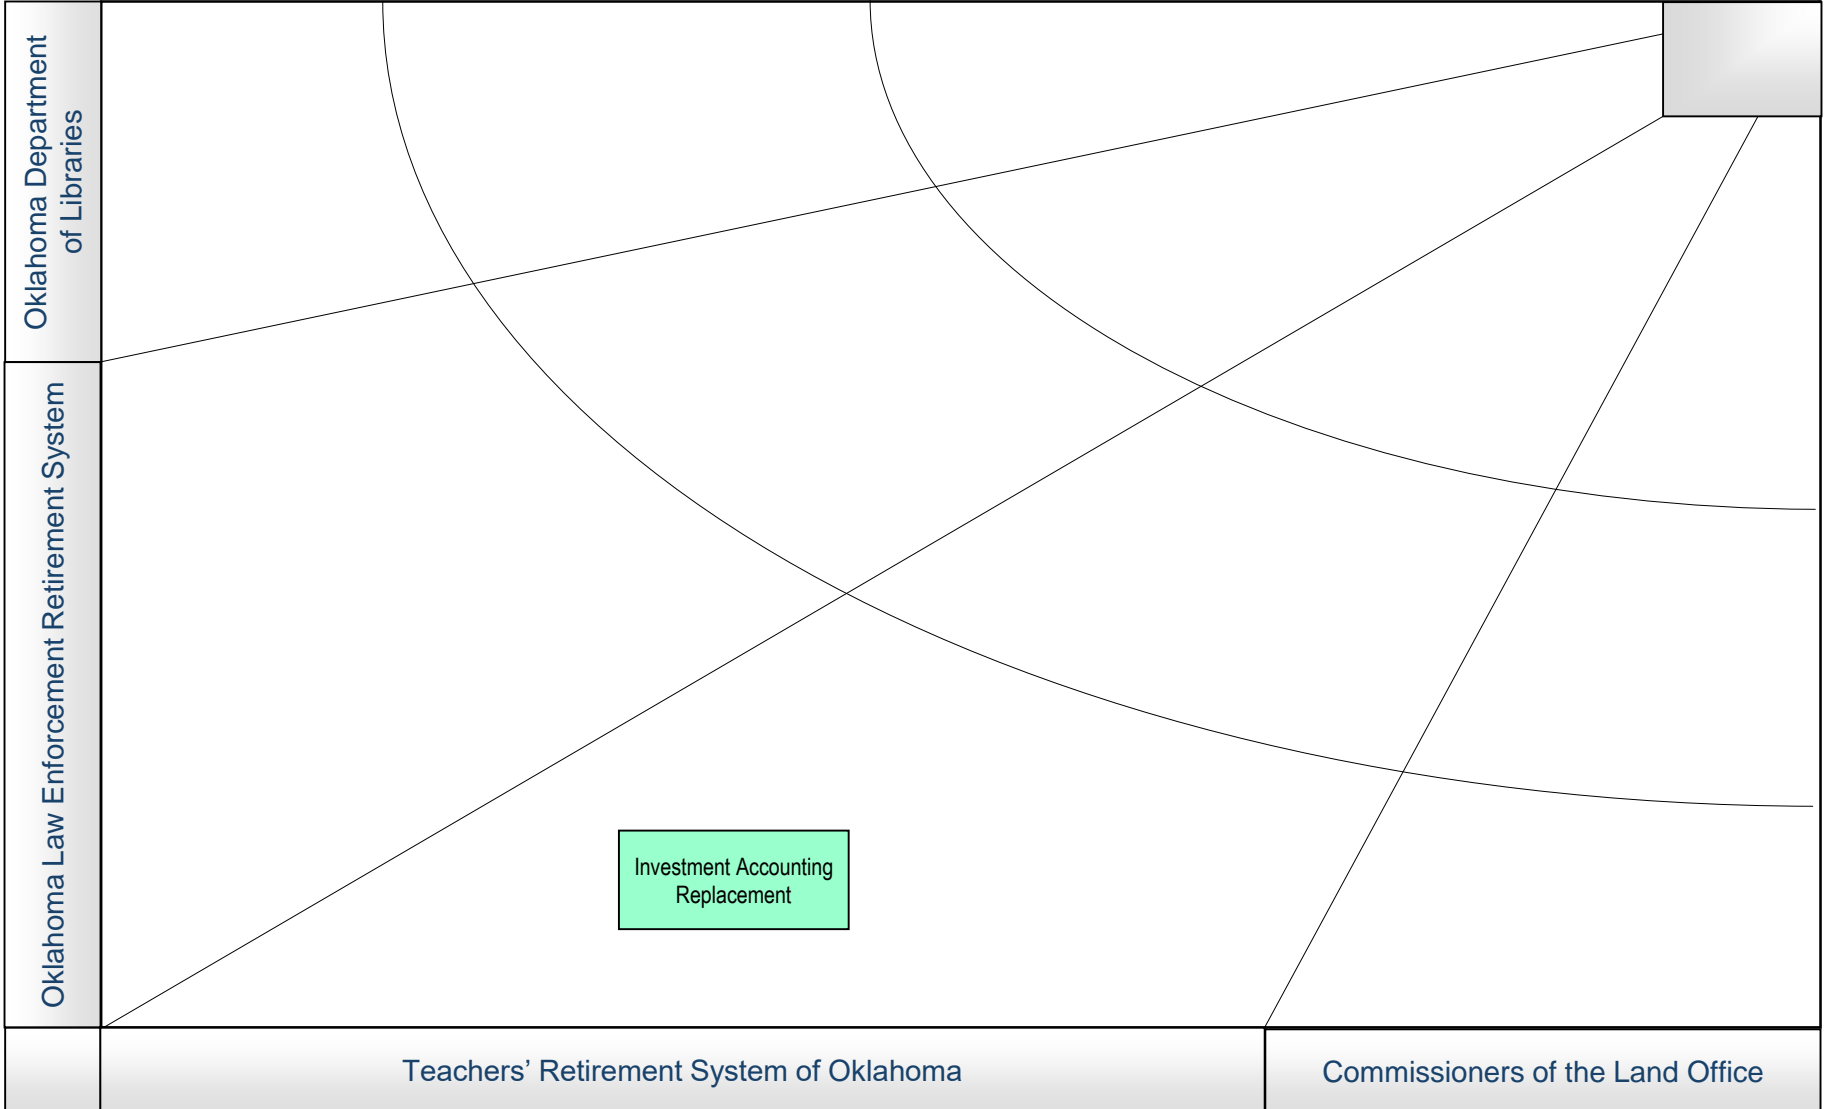 Oklahoma Department
of Libraries
Oklahoma Law Enforcement Retirement System
Investment Accounting
Replacement
Teachers’ Retirement System of Oklahoma
Commissioners of the Land Office